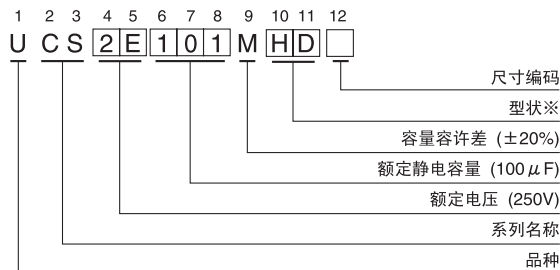 1 2 3 4 5 6 7 8 9 10 11 12
U C S 2 E 1 0 1 M H D
尺寸编码
型状※
容量容许差 (±20%)
额定静电容量 (100μF)
额定电压 (250V)
系列名称
品种